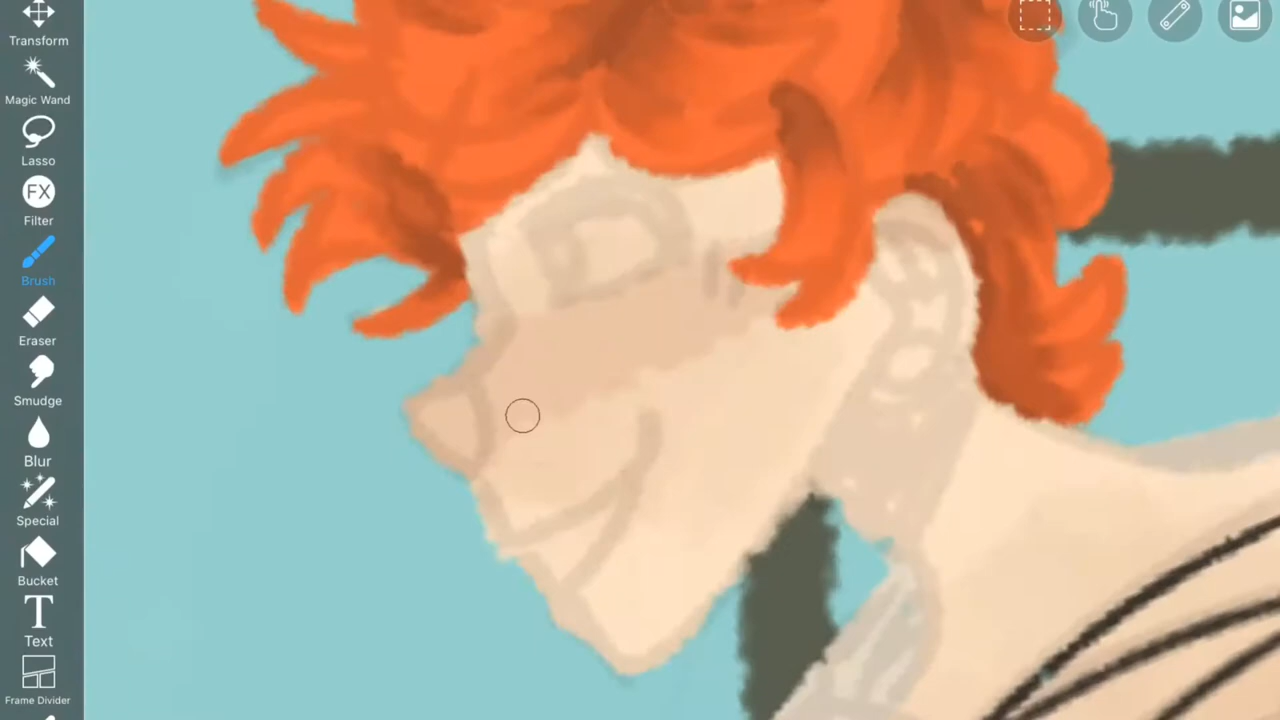 Transform
Magic Wand
Lasso
FX
Filter
Brush
Eraser
Smudge
Blur
Special
Bucket
T
Text
Frame Divider